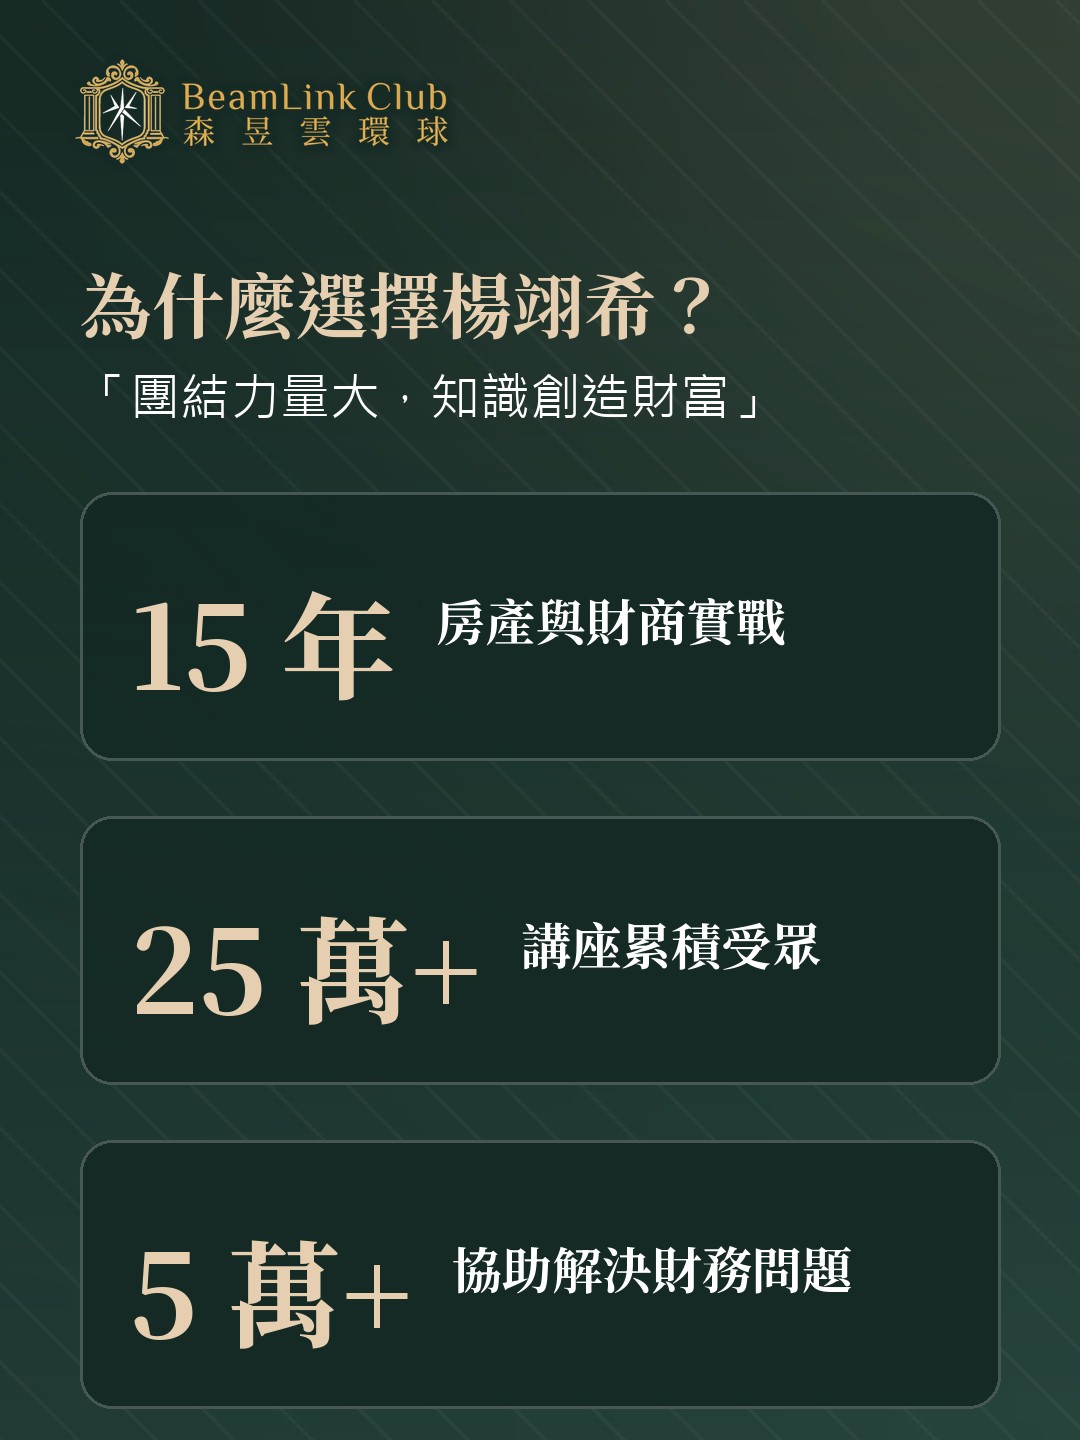 BeamLink Club
森昱雲環球
為什麼選擇楊翊希？
「團結力量大，知識創造財富」
15 年 房產與財商實戰
25 萬+ 講座累積受眾
5 萬+ 協助解決財務問題